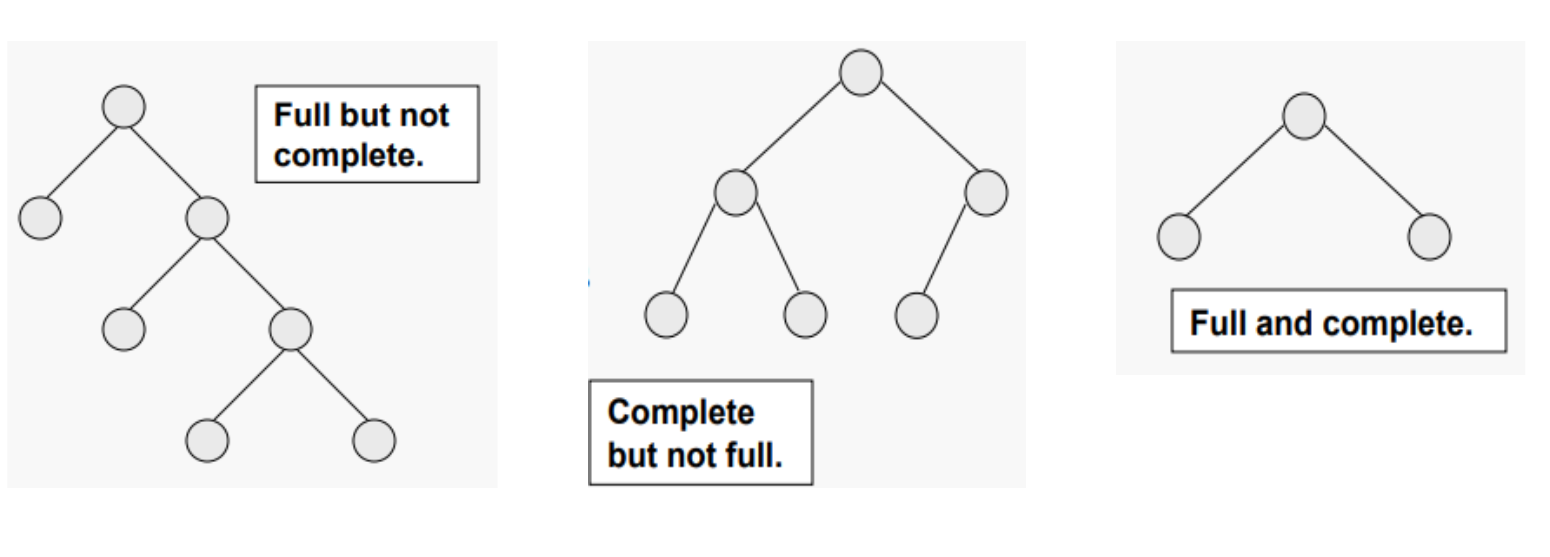 Full but not
complete.
Complete
but not full.
Full and complete.